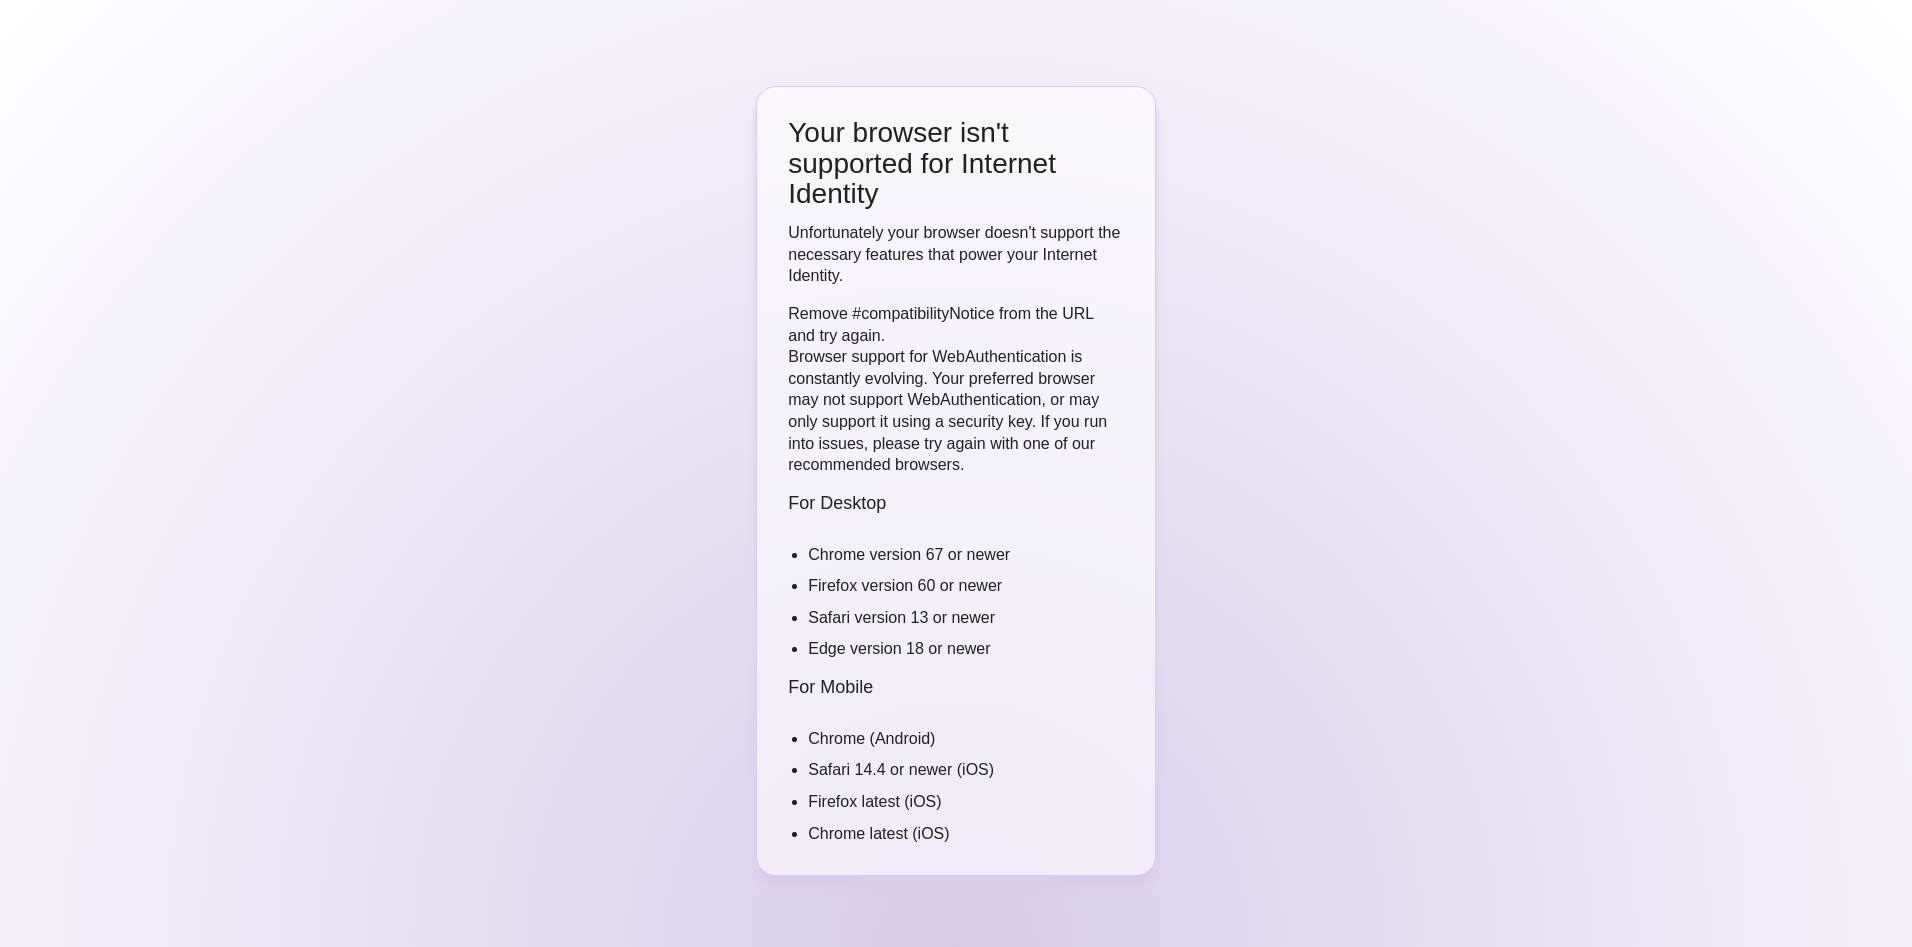 Your browser isn't
supported for Internet
Identity
Unfortunately your browser doesn't support the
necessary features that power your Internet
Identity.
Remove #compatibilityNotice from the URL
and try again.
Browser support for WebAuthentication is
constantly evolving. Your preferred browser
may not support WebAuthentication, or may
only support it using a security key. If you run
into issues, please try again with one of our
recommended browsers.
For Desktop
• Chrome version 67 or newer
• Firefox version 60 or newer
• Safari version 13 or newer
• Edge version 18 or newer
For Mobile
• Chrome (Android)
• Safari 14.4 or newer (iOS)
• Firefox latest (iOS)
• Chrome latest (iOS)